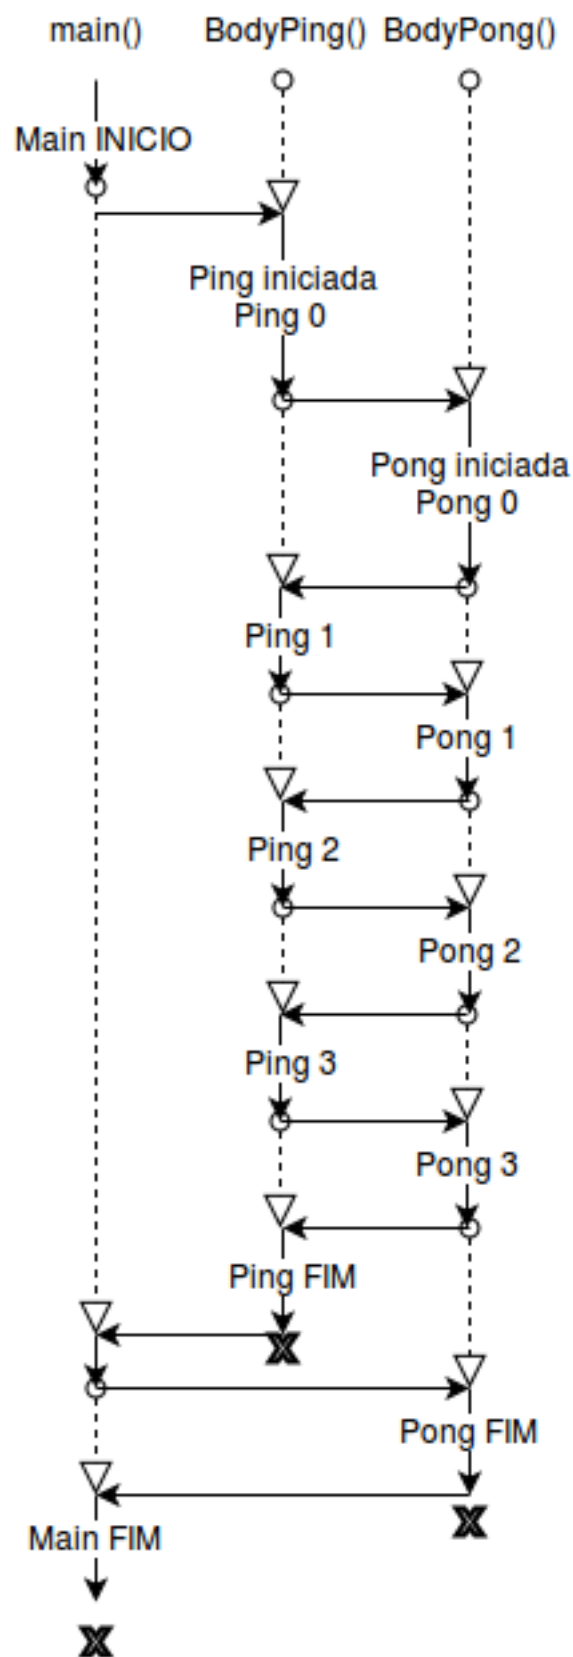 main() BodyPing() BodyPong()
Main INICIO
Ping iniciada
Ping 0
Pong iniciada
Pong 0
Ping 1
Pong 1
Ping 2
Pong 2
Ping 3
Pong 3
Ping FIM
Pong FIM
Main FIM